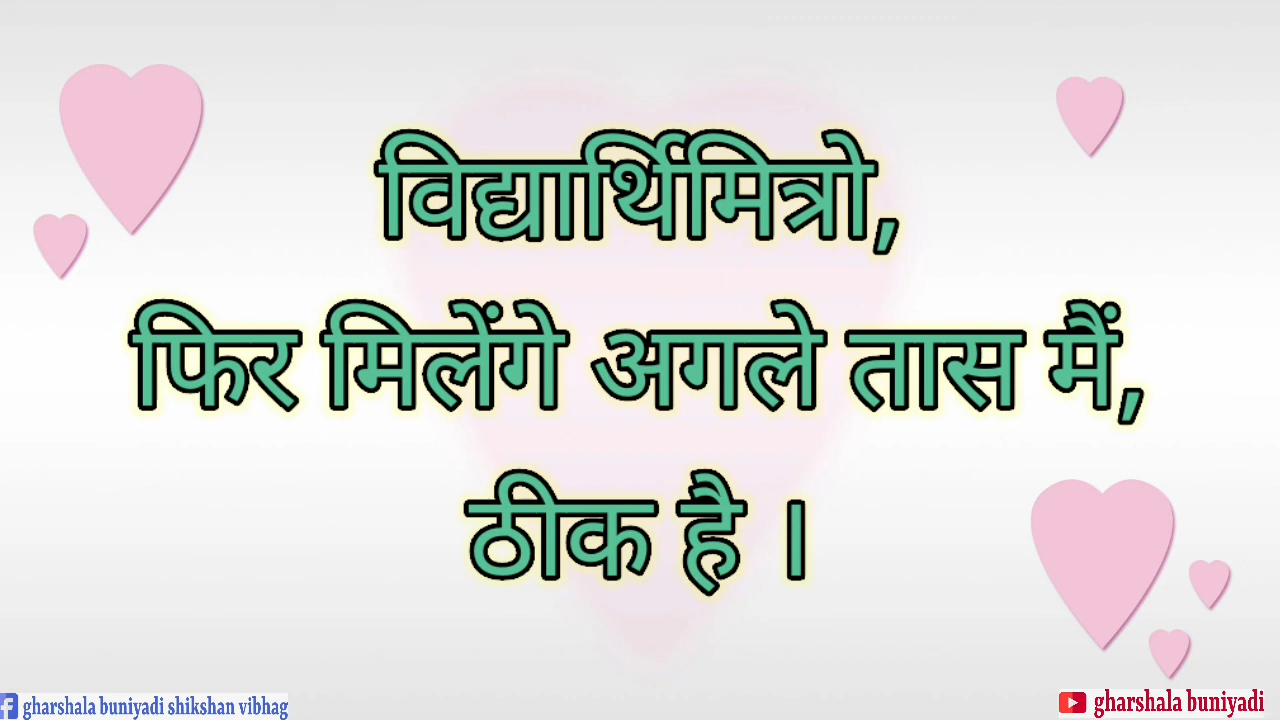 विद्यार्थिमित्रो,
फिर मिलेंगे अगले तास मैं,
ठीक है ।
gharshala buniyadi shikshan vibhag
gharshala buniyadi